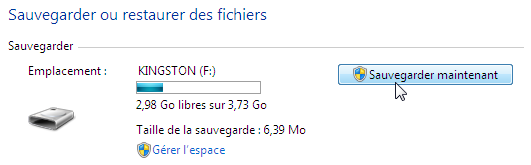 Sauvegarder ou restaurer des fichiers
Sauvegarder
Emplacement : KINGSTON (F:) Sauvegarder maintenant
2,98 Go libres sur 3,73 Go
Taille de la sauvegarde : 6,39 Mo
Gérer l'espace